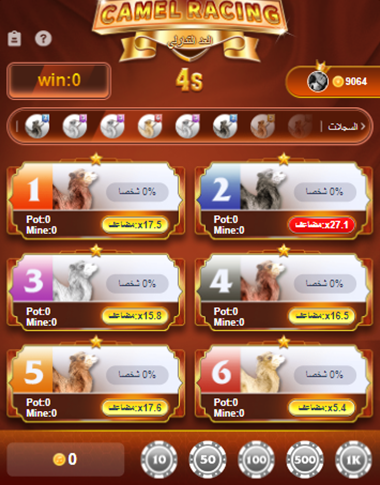 CAMEL RACING
العد التنازلي
?
win:0
4s
9064
السجلات
1
0% شخصا
Pot:0
Mine:0
مضاعف:x17.5
2
0% شخصا
Pot:0
Mine:0
مضاعف:x27.1
3
0% شخصا
Pot:0
Mine:0
مضاعف:x15.8
4
0% شخصا
Pot:0
Mine:0
مضاعف:x16.5
5
0% شخصا
Pot:0
Mine:0
مضاعف:x17.6
6
0% شخصا
Pot:0
Mine:0
مضاعف:x5.4
0
10
50
100
500
1K